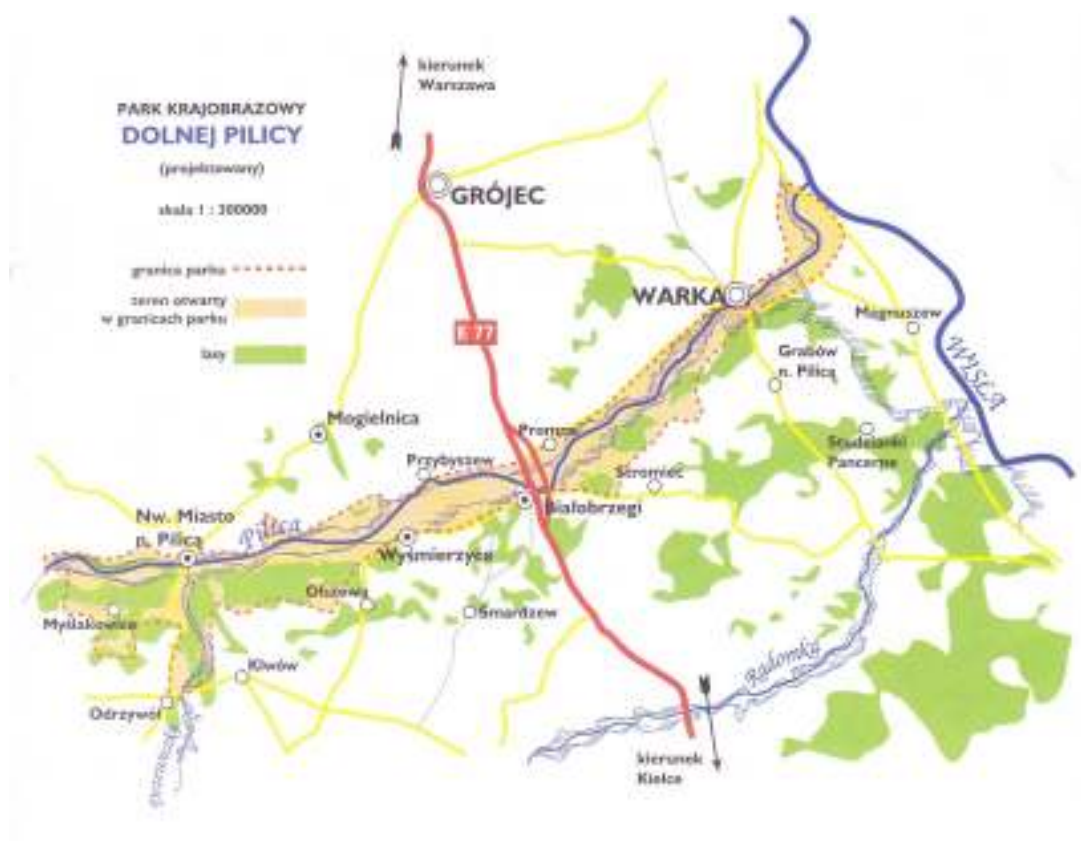 kierunek
Warszawa
PARK KRAJOBRAZOWY
DOLNEJ PILICY
(projektowany)
skala 1 : 300000
GRÓJEC
granica parku
teren otwarty
w granicach parku
lasy
WARKA
E 77
Magnuszew
WISŁA
Grabów
n. Pilicą
Mogielnica
Studzianki
Pancerne
Przybyszew
Stromiec
Białobrzegi
Nw. Miasto
n. Pilicą
Pilica
Wyśmierzyce
Olszowa
Smardzew
Myślakowice
Klwów
Odrzywół
Radomka
kierunek
Kielce